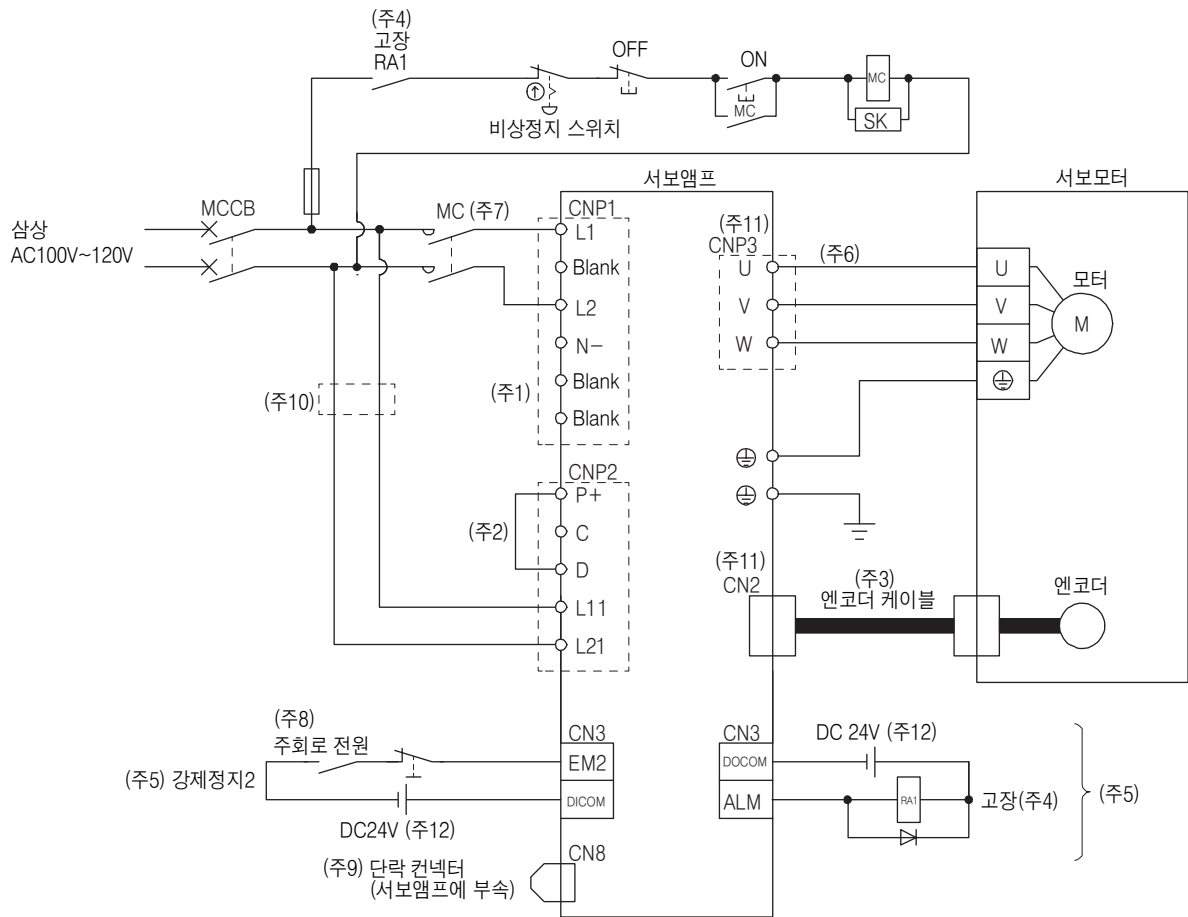 (주4)
고장
RA1
OFF
ON
MC
MC
SK
비상정지 스위치
서보앰프
서보모터
삼상
AC100V~120V
MCCB
MC (주7)
CNP1
L1
Blank
L2
N−
Blank
Blank
(주1)
(주10)
CNP2
P+
C
D
L11
L21
(주2)
(주11)
CNP3
U
V
W
(주6)
U
V
W
모터
M
(주11)
CN2
(주3)
엔코더 케이블
엔코더
(주8)
주회로 전원
(주5) 강제정지2
DC24V (주12)
CN3
EM2
DICOM
CN3
DOCOM
ALM
DC 24V (주12)
RA1
고장(주4)
(주5)
CN8
(주9) 단락 컨넥터
(서보앰프에 부속)